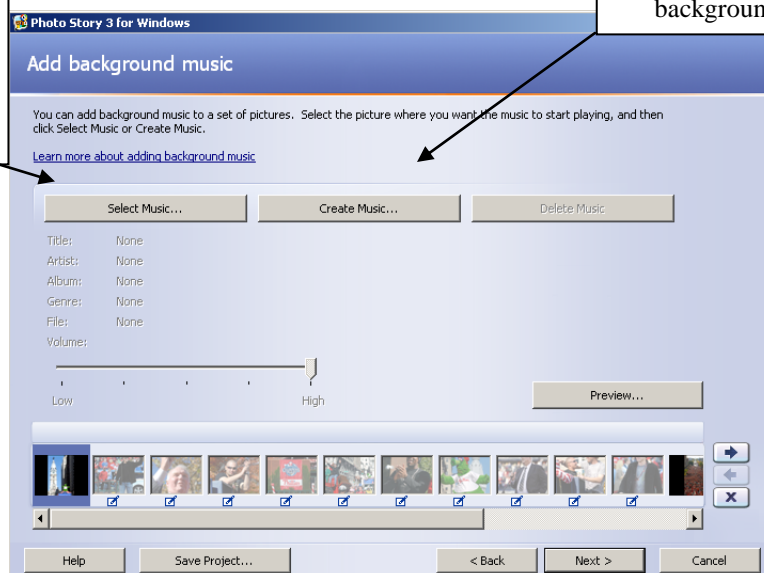 backgroun
Photo Story 3 for Windows
Add background music
You can add background music to a set of pictures. Select the picture where you want the music to start playing, and then
click Select Music or Create Music.
Learn more about adding background music
Select Music...
Create Music...
Delete Music
Title: None
Artist: None
Album: None
Genre: None
File: None
Volume:
Low High
Preview...
Help
Save Project...
< Back
Next >
Cancel